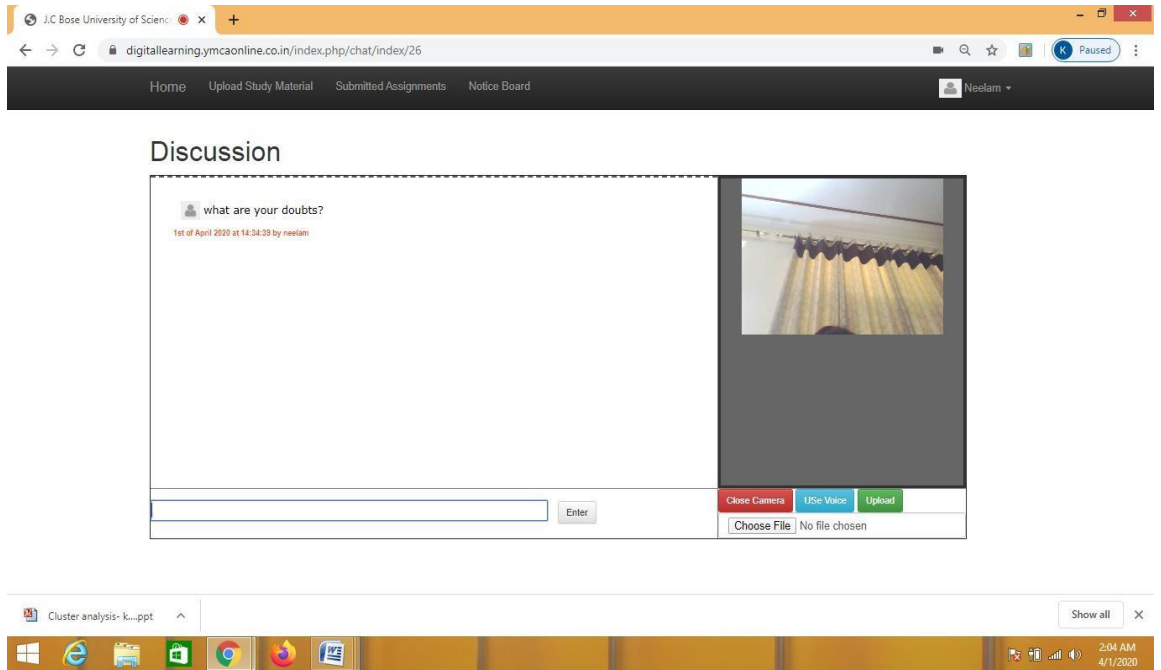 J.C Bose University of Scienc
digitallearning.ymcaonline.co.in/index.php/chat/index/26
K Paused
Home Upload Study Material Submitted Assignments Notice Board Neelam
Discussion
what are your doubts?
1st of April 2020 at 14:34:39 by neelam
Enter
Close Camera USe Voice Upload
Choose File No file chosen
Cluster analysis- k....ppt
Show all
2:04 AM
4/1/2020